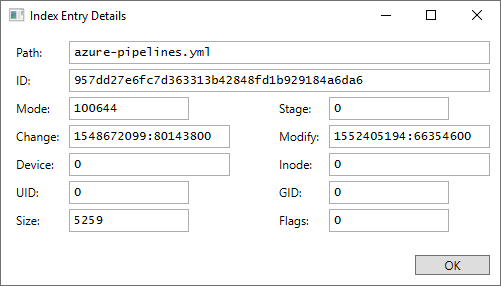 Index Entry Details
Path: azure-pipelines.yml
ID: 957dd27e6fc7d363313b42848fd1b929184a6da6
Mode: 100644 Stage: 0
Change: 1548672099:80143800 Modify: 1552405194:66354600
Device: 0 Inode: 0
UID: 0 GID: 0
Size: 5259 Flags: 0
OK